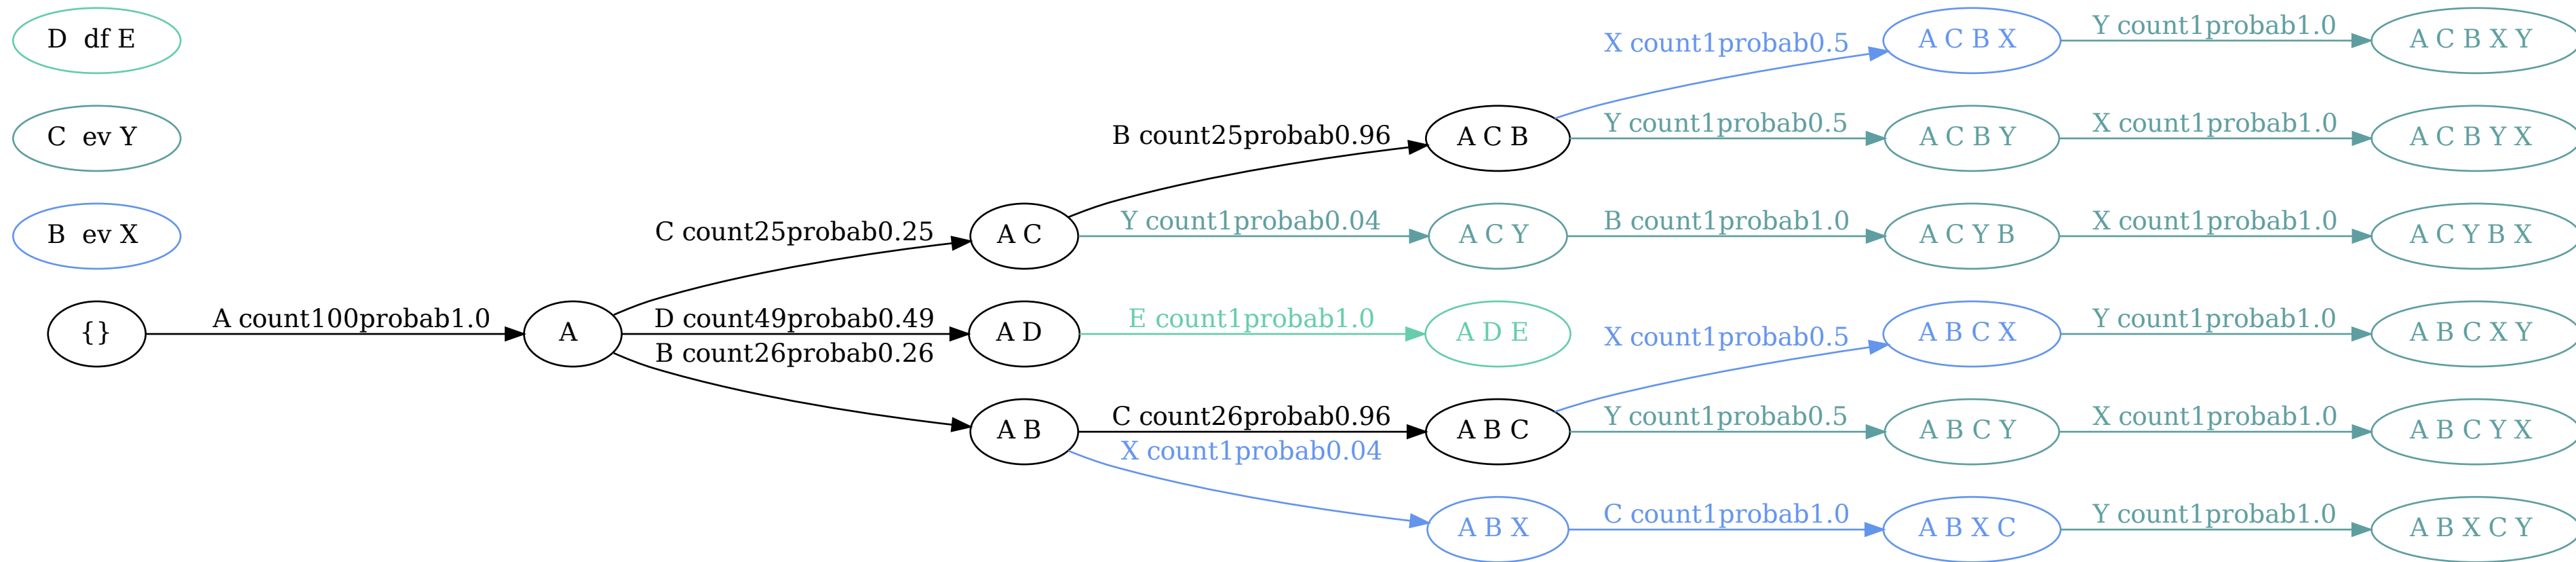 D df E
C ev Y
B ev X
{}
A count100probab1.0
A
C count25probab0.25
D count49probab0.49
B count26probab0.26
A C
A D
A B
B count25probab0.96
Y count1probab0.04
E count1probab1.0
C count26probab0.96
X count1probab0.04
A C B
A C Y
A D E
A B C
A B X
X count1probab0.5
Y count1probab0.5
B count1probab1.0
X count1probab0.5
Y count1probab0.5
C count1probab1.0
A C B X
A C B Y
A C Y B
A B C X
A B C Y
A B X C
Y count1probab1.0
X count1probab1.0
X count1probab1.0
Y count1probab1.0
X count1probab1.0
Y count1probab1.0
A C B X Y
A C B Y X
A C Y B X
A B C X Y
A B C Y X
A B X C Y